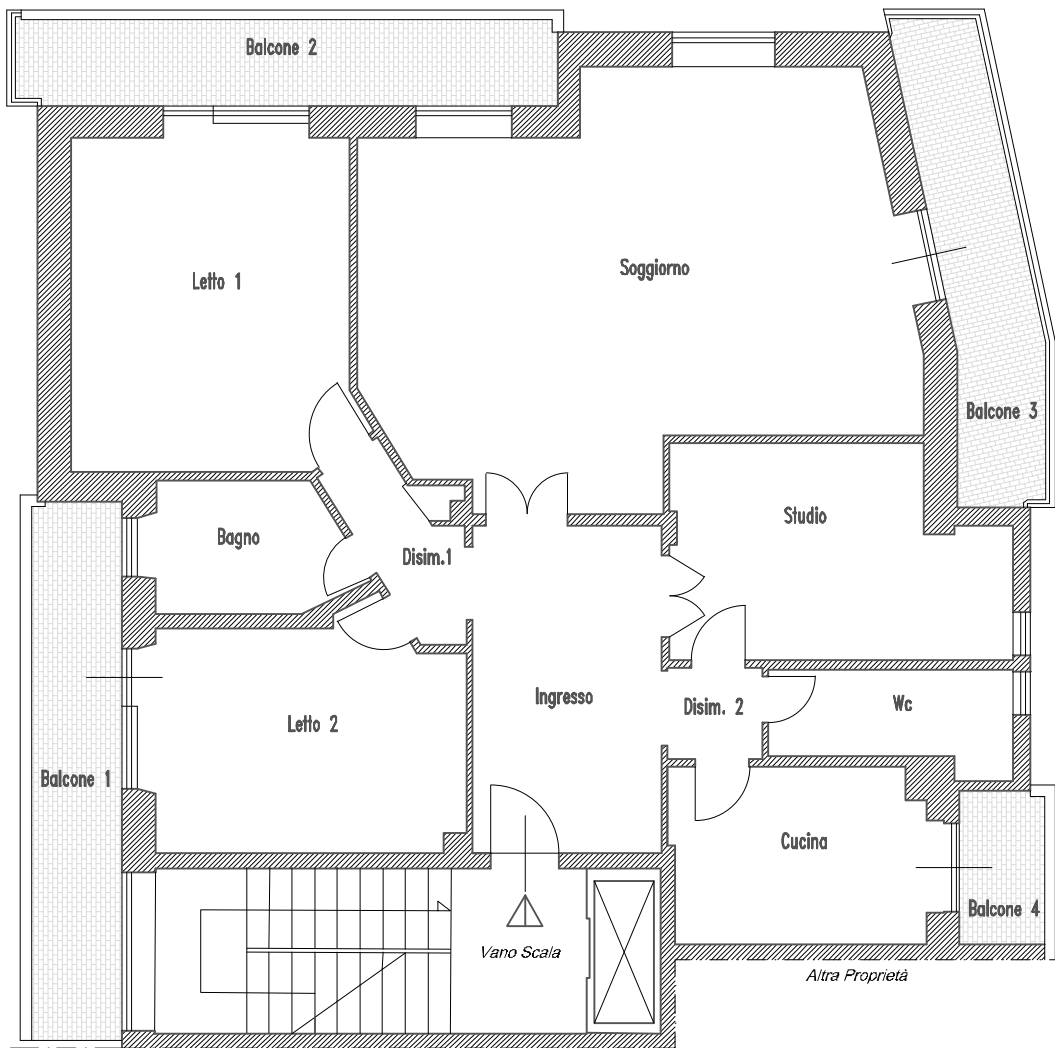 Balcone 2
Letto 1
Soggiorno
Balcone 3
Studio
Bagno
Disim.1
Ingresso
Disim. 2
Wc
Letto 2
Balcone 1
Cucina
Balcone 4
Vano Scala
Altra Proprietà